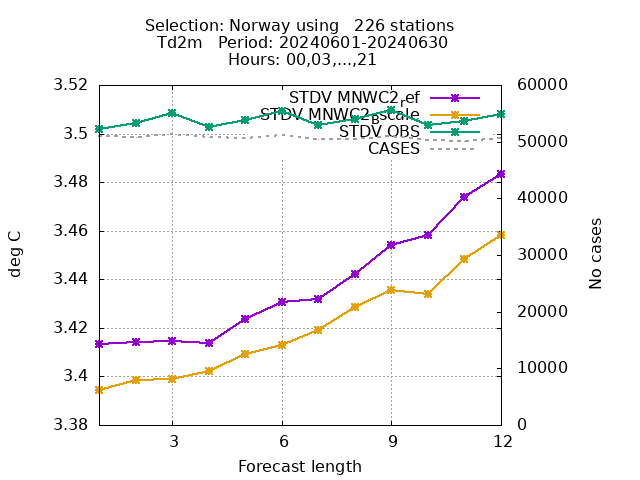 Selection: Norway using 226 stations
Td2m Period: 20240601-20240630
Hours: 00,03,...,21
3.52
3.5
3.48
3.46
3.44
3.42
3.4
3.38
deg C
60000
50000
40000
30000
20000
10000
0
No cases
STDV MNWC2ref
STDV OBS
CASES
3
6
9
12
Forecast length